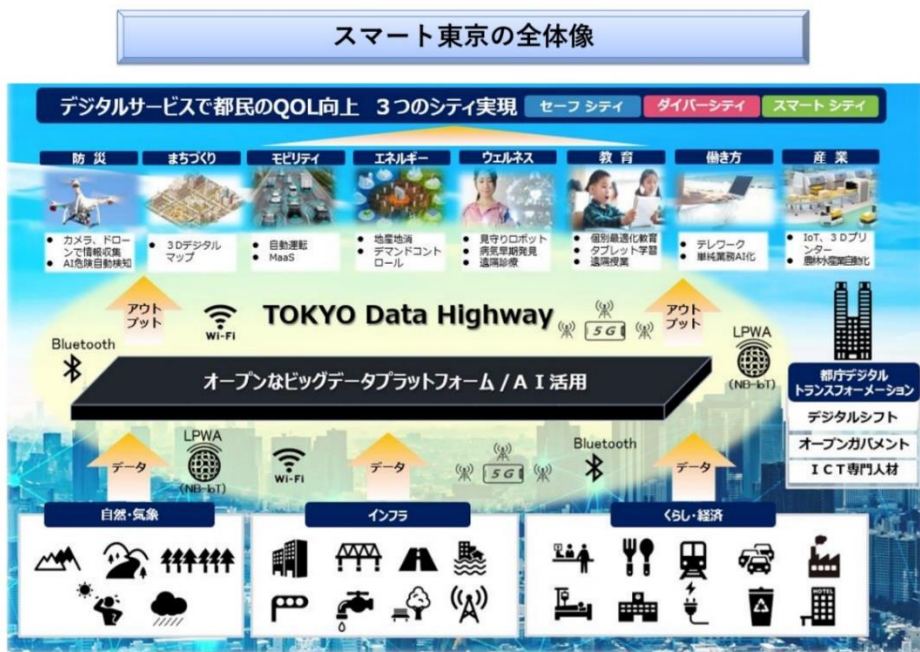 スマート東京の全体像
デジタルサービスで都民のQOL向上 3つのシティ実現 セーフ シティ ダイバーシティ スマート シティ
防 災
まちづくり
モビリティ
エネルギー
ウェルネス
教 育
働き方
産 業
● カメラ、ドローンで情報収集
● AI危険自動検知
● 3Dデジタル
マップ
● 自動運転
● MaaS
● 地産地消
● デマンドコント
ロール
● 見守りロボット
● 病気早期発見
● 遠隔診療
● 個別最適化教育
● タブレット学習
● 遠隔授業
● テレワーク
● 単純業務AI化
● IoT、3Dプリ
ンター
● 農林水産業自動化
アウト
プット
Wi-Fi
TOKYO Data Highway
5G
アウト
プット
Bluetooth
LPWA
(NB-IoT)
オープンなビッグデータプラットフォーム/AI活用
都庁デジタル
トランスフォーメーション
デジタルシフト
オープンガバメント
ICT専門人材
データ
LPWA
(NB-IoT)
Wi-Fi
データ
5G
Bluetooth
データ
自然・気象
インフラ
くらし・経済
HOTEL